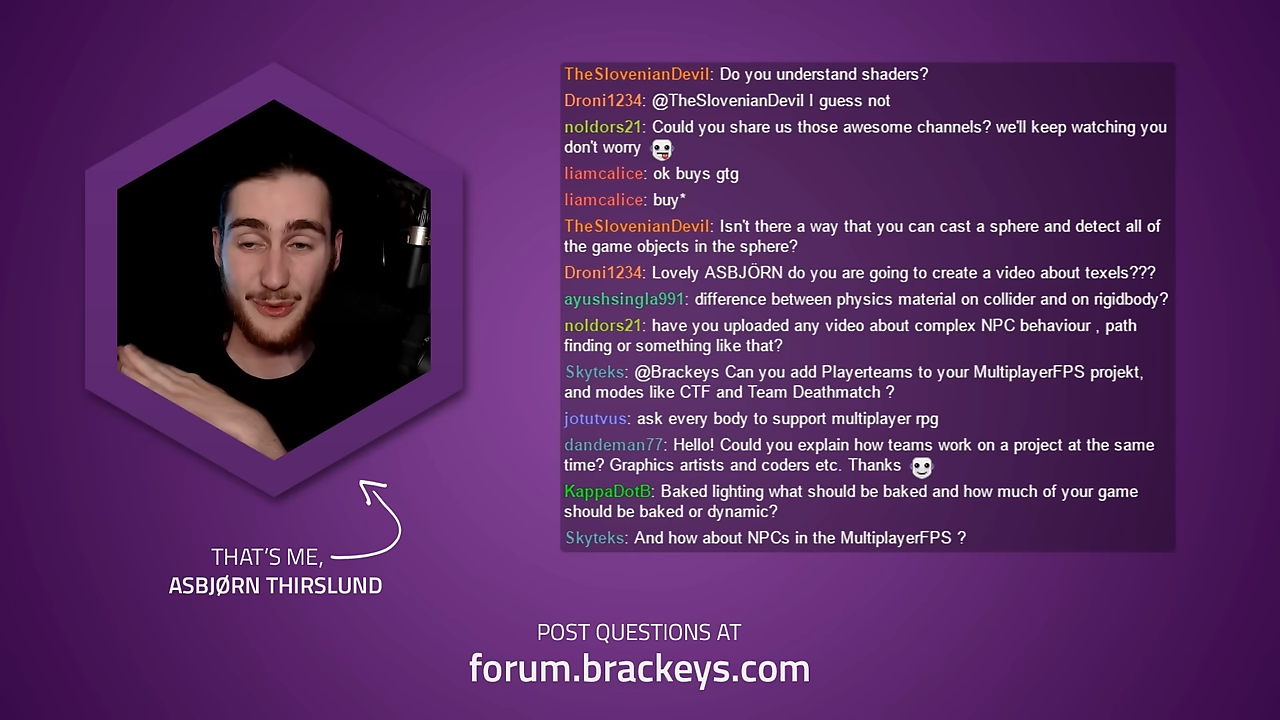 TheSlovenianDevil: Do you understand shaders?
Droni1234: @TheSlovenianDevil I guess not
noldors21: Could you share us those awesome channels? we'll keep watching you
don't worry
liamcalice: ok buys gtg
liamcalice: buy*
TheSlovenianDevil: Isn't there a way that you can cast a sphere and detect all of
the game objects in the sphere?
Droni1234: Lovely ASBJÖRN do you are going to create a video about texels???
ayushsingla991: difference between physics material on collider and on rigidbody?
noldors21: have you uploaded any video about complex NPC behaviour , path
finding or something like that?
Skyteks: @Brackeys Can you add Playerteams to your MultiplayerFPS projekt,
and modes like CTF and Team Deathmatch ?
jotutvus: ask every body to support multiplayer rpg
dandeman77: Hello! Could you explain how teams work on a project at the same
time? Graphics artists and coders etc. Thanks
KappaDotB: Baked lighting what should be baked and how much of your game
should be baked or dynamic?
Skyteks: And how about NPCs in the MultiplayerFPS ?
THAT'S ME,
ASBJØRN THIRSLUND
POST QUESTIONS AT
forum.brackeys.com